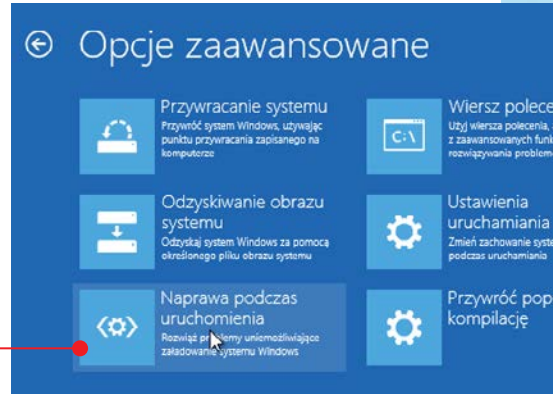 Opcje zaawansowane
Przywracanie systemu
Przywróć system Windows, używając
punktu przywracania zapisanego na
komputerze
Odzyskiwanie obrazu
systemu
Odzyskaj system Windows za pomocą
określonego pliku obrazu systemu
Naprawa podczas
uruchomienia
Rozwiąż problemy uniemożliwiające
załadowanie systemu Windows
C:\
Wiersz polece
Użyj wiersza polecenia,
z zaawansowanych funk
rozwiązywania problem
Ustawienia
uruchamiania
Zmień zachowanie syste
podczas uruchamiania
Przywróć pop
kompilację